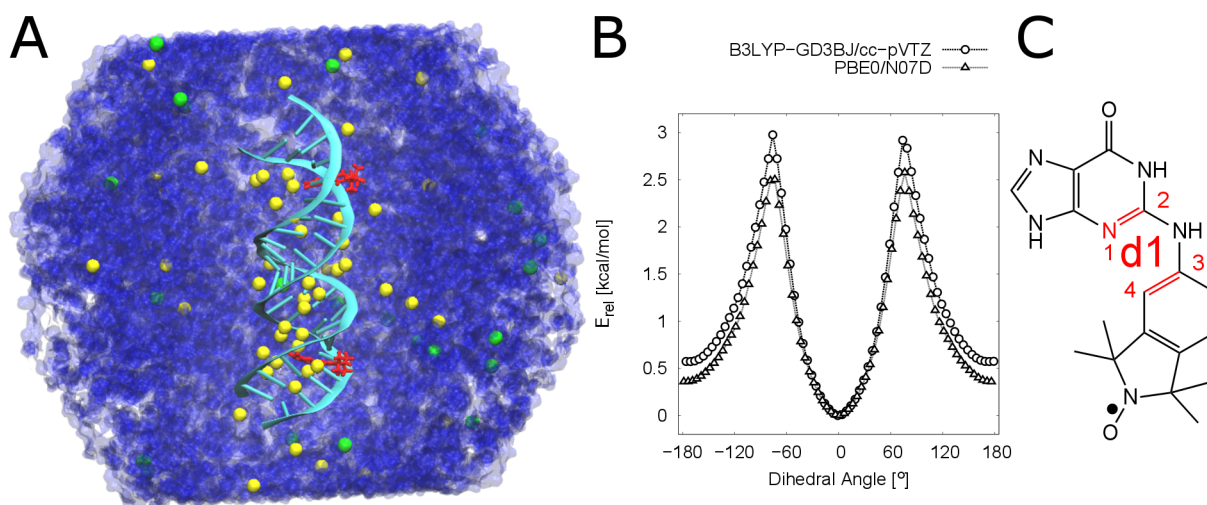 A
B
C
B3LYP-GD3BJ/cc-pVTZ
PBE0/N07D
E_rel [kcal/mol]
3
2.5
2
1.5
1
0.5
0
-180 -120 -60 0 60 120 180
Dihedral Angle [°]
O
N
NH
2
N
H
N
1
d1
NH
3
4
N
•
O